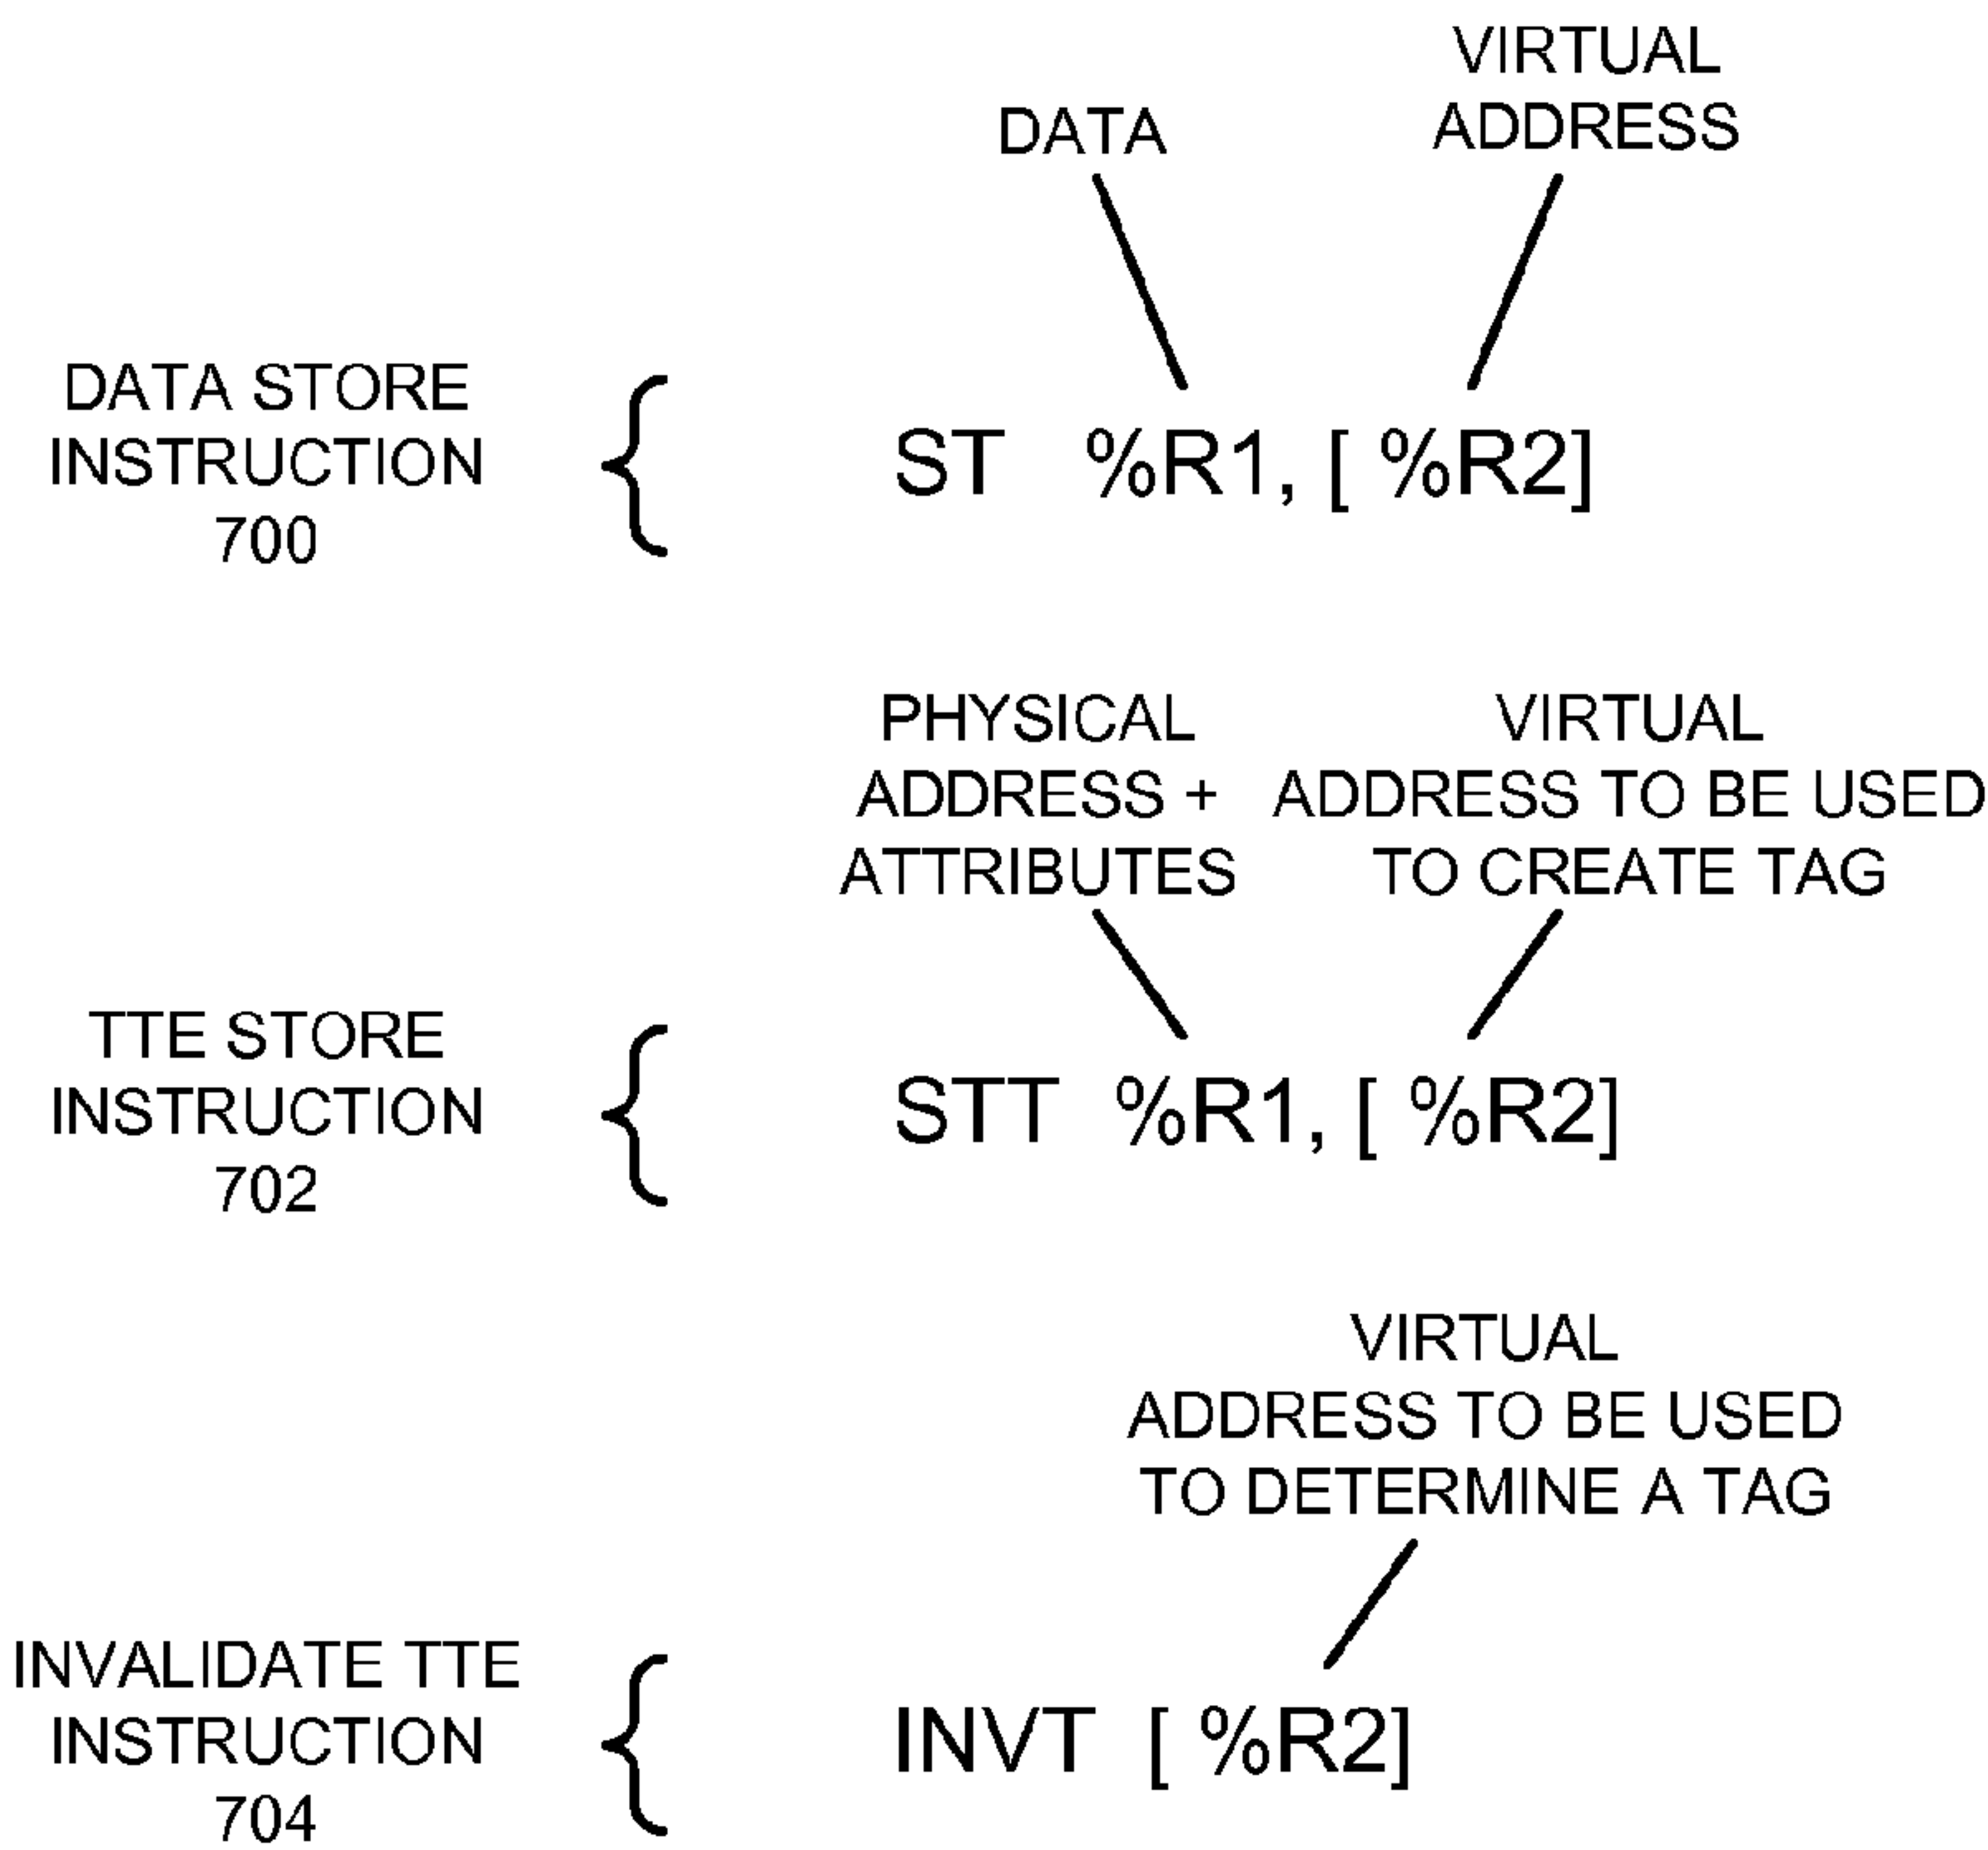 DATA
VIRTUAL
ADDRESS
DATA STORE
INSTRUCTION
700
ST %R1, [ %R2]
PHYSICAL
ADDRESS +
ATTRIBUTES
VIRTUAL
ADDRESS TO BE USED
TO CREATE TAG
TTE STORE
INSTRUCTION
702
STT %R1, [ %R2]
VIRTUAL
ADDRESS TO BE USED
TO DETERMINE A TAG
INVALIDATE TTE
INSTRUCTION
704
INVT [ %R2]